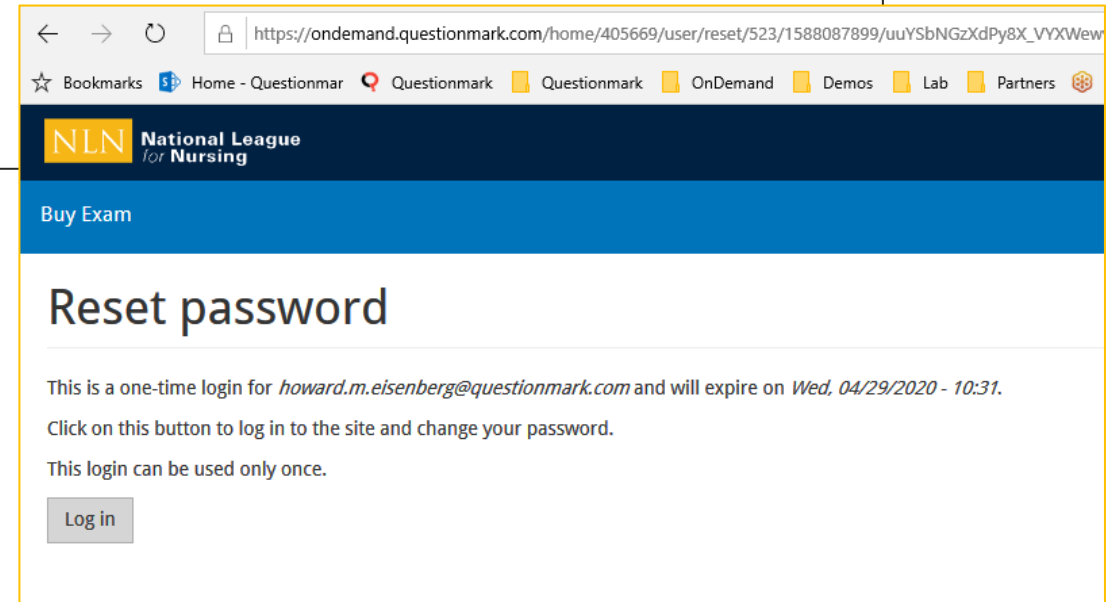 https://ondemand.questionmark.com/home/405669/user/reset/523/1588087899/uuYSbNGzXdPy8X_VYXWew
Bookmarks Home - Questionmar Questionmark Questionmark OnDemand Demos Lab Partners
NLN National League
for Nursing
Buy Exam
Reset password
This is a one-time login for howard.m.eisenberg@questionmark.com and will expire on Wed, 04/29/2020 - 10:31.
Click on this button to log in to the site and change your password.
This login can be used only once.
Log in